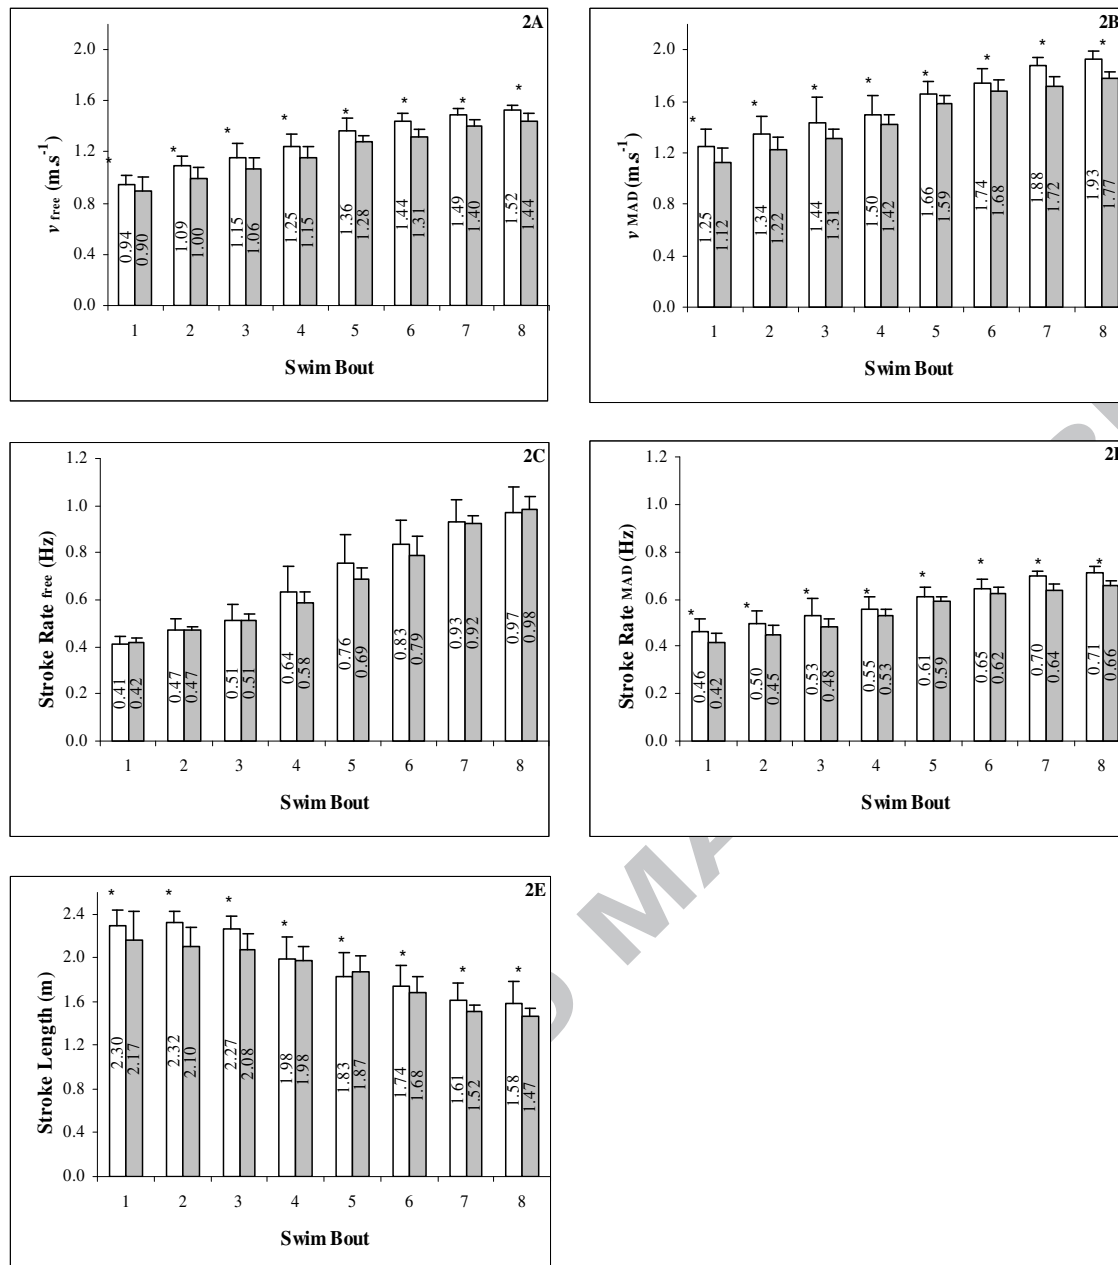 2A
2.0
1.6
1.2
0.8
0.4
0.0
v free (m.s-1)
* * * * * * * *
0.94 0.90 1.09 1.00 1.15 1.06 1.25 1.15 1.36 1.28 1.44 1.31 1.49 1.40 1.52 1.44
1 2 3 4 5 6 7 8
Swim Bout
2B
2.0
1.6
1.2
0.8
0.4
0.0
v MAD (m.s-1)
* * * * * * * *
1.25 1.12 1.34 1.22 1.44 1.31 1.50 1.42 1.66 1.59 1.74 1.68 1.88 1.72 1.93 1.77
1 2 3 4 5 6 7 8
Swim Bout
2C
1.2
1.0
0.8
0.6
0.4
0.2
0.0
Stroke Rate free (Hz)
0.41 0.42 0.47 0.47 0.51 0.51 0.64 0.58 0.76 0.69 0.83 0.79 0.93 0.92 0.97 0.98
1 2 3 4 5 6 7 8
Swim Bout
1.2
1.0
0.8
0.6
0.4
0.2
0.0
Stroke Rate MAD (Hz)
* * * * * * * *
0.46 0.42 0.50 0.45 0.53 0.48 0.55 0.53 0.61 0.59 0.65 0.62 0.70 0.64 0.71 0.66
1 2 3 4 5 6 7 8
Swim Bout
2E
2.4
2.0
1.6
1.2
0.8
0.4
0.0
Stroke Length (m)
* * * * * * * *
2.30 2.17 2.32 2.10 2.27 2.08 1.98 1.98 1.83 1.87 1.74 1.68 1.61 1.52 1.58 1.47
1 2 3 4 5 6 7 8
Swim Bout